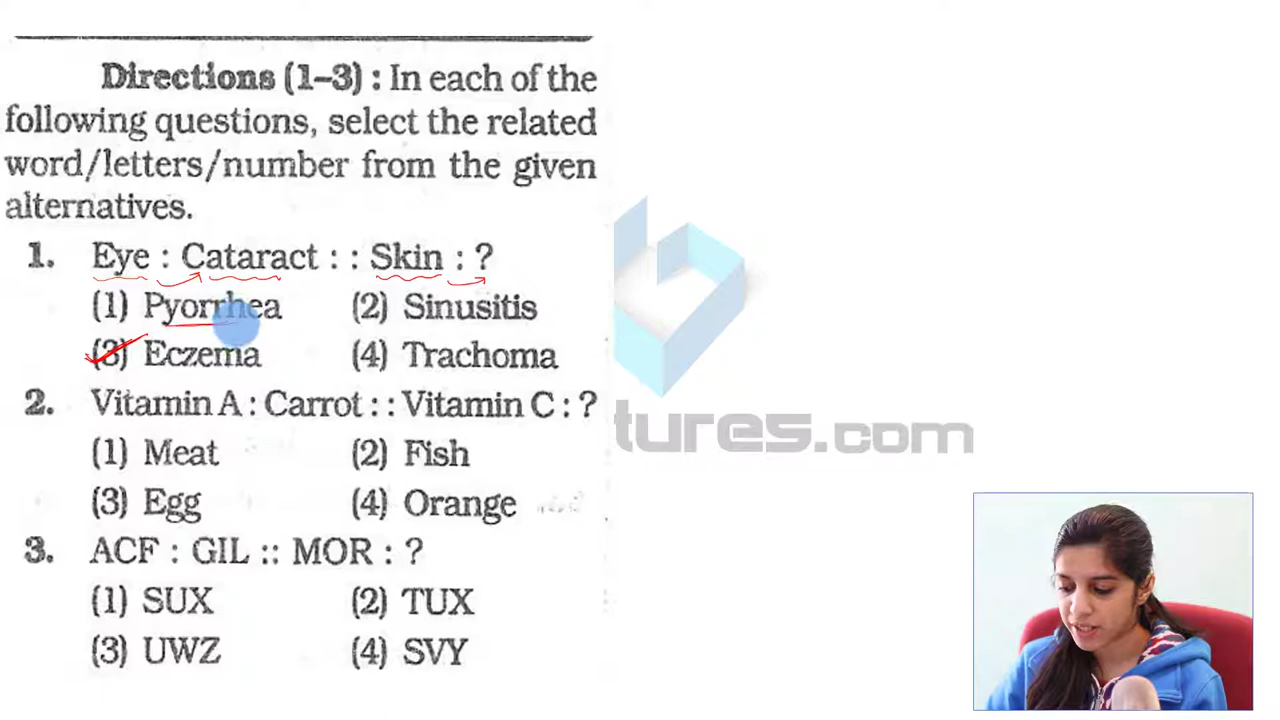 Directions (1–3) : In each of the
following questions, select the related
word/letters/number from the given
alternatives.
1. Eye : Cataract : : Skin : ?
(1) Pyorrhea (2) Sinusitis
(3) Eczema (4) Trachoma
2. Vitamin A : Carrot : : Vitamin C : ?
(1) Meat (2) Fish
(3) Egg (4) Orange
3. ACF : GIL :: MOR : ?
(1) SUX (2) TUX
(3) UWZ (4) SVY
tures.com